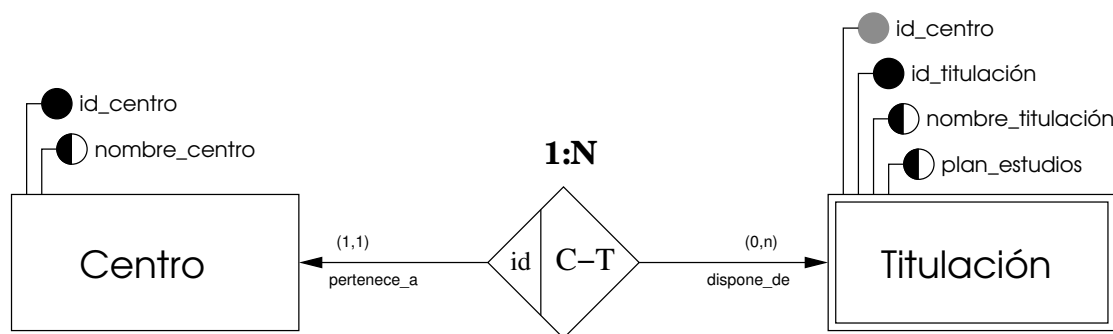 id_centro
id_titulación
id_centro
nombre_titulación
nombre_centro
1:N
plan_estudios
(1,1)
(0,n)
Centro
id
C–T
Titulación
pertenece_a
dispone_de